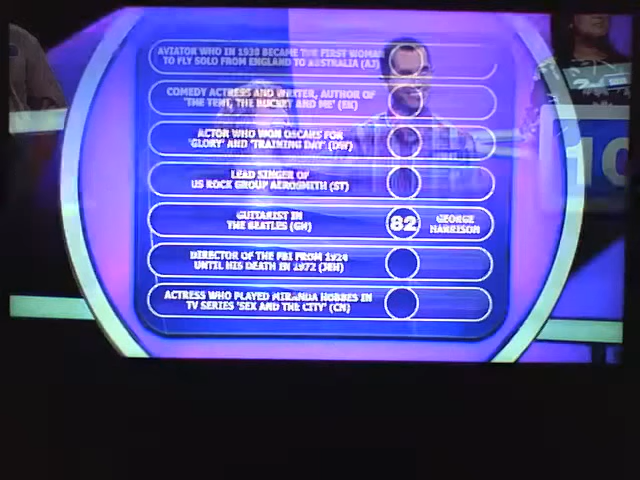 AVIATOR WHO IN 1930 BECAME THE FIRST WOMAN
TO FLY SOLO FROM ENGLAND TO AUSTRALIA (AJ)
COMEDY ACTRESS AND WRITER, AUTHOR OF
'THE TENT, THE BUCKET AND ME' (EK)
ACTOR WHO WON OSCARS FOR
'GLORY' AND 'TRAINING DAY' (DW)
LEAD SINGER OF
US ROCK GROUP AEROSMITH (ST)
GUITARIST IN
THE BEATLES (GH)
82
GEORGE
HARRISON
DIRECTOR OF THE FBI FROM 1924
UNTIL HIS DEATH IN 1972 (JEH)
ACTRESS WHO PLAYED MIRANDA HOBBES IN
TV SERIES 'SEX AND THE CITY' (CN)